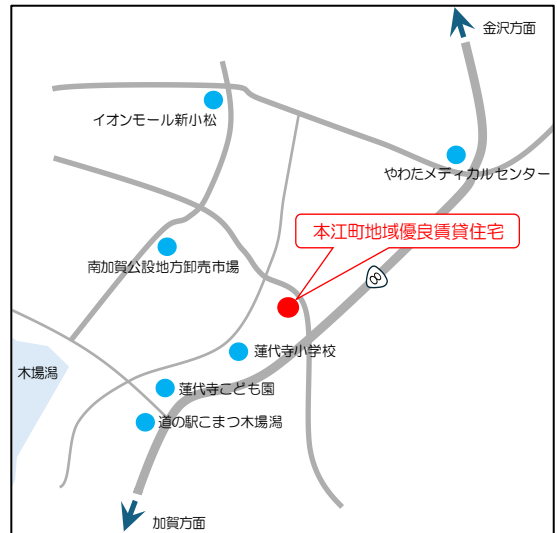 金沢方面
イオンモール新小松
やわたメディカルセンター
本江町地域優良賃貸住宅
南加賀公設地方卸売市場
8
蓮代寺小学校
木場潟
蓮代寺こども園
道の駅こまつ木場潟
加賀方面